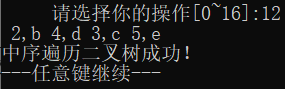 请选择你的操作[0~16]:12
2,b 4,d 3,c 5,e
中序遍历二叉树成功！
---任意键继续---